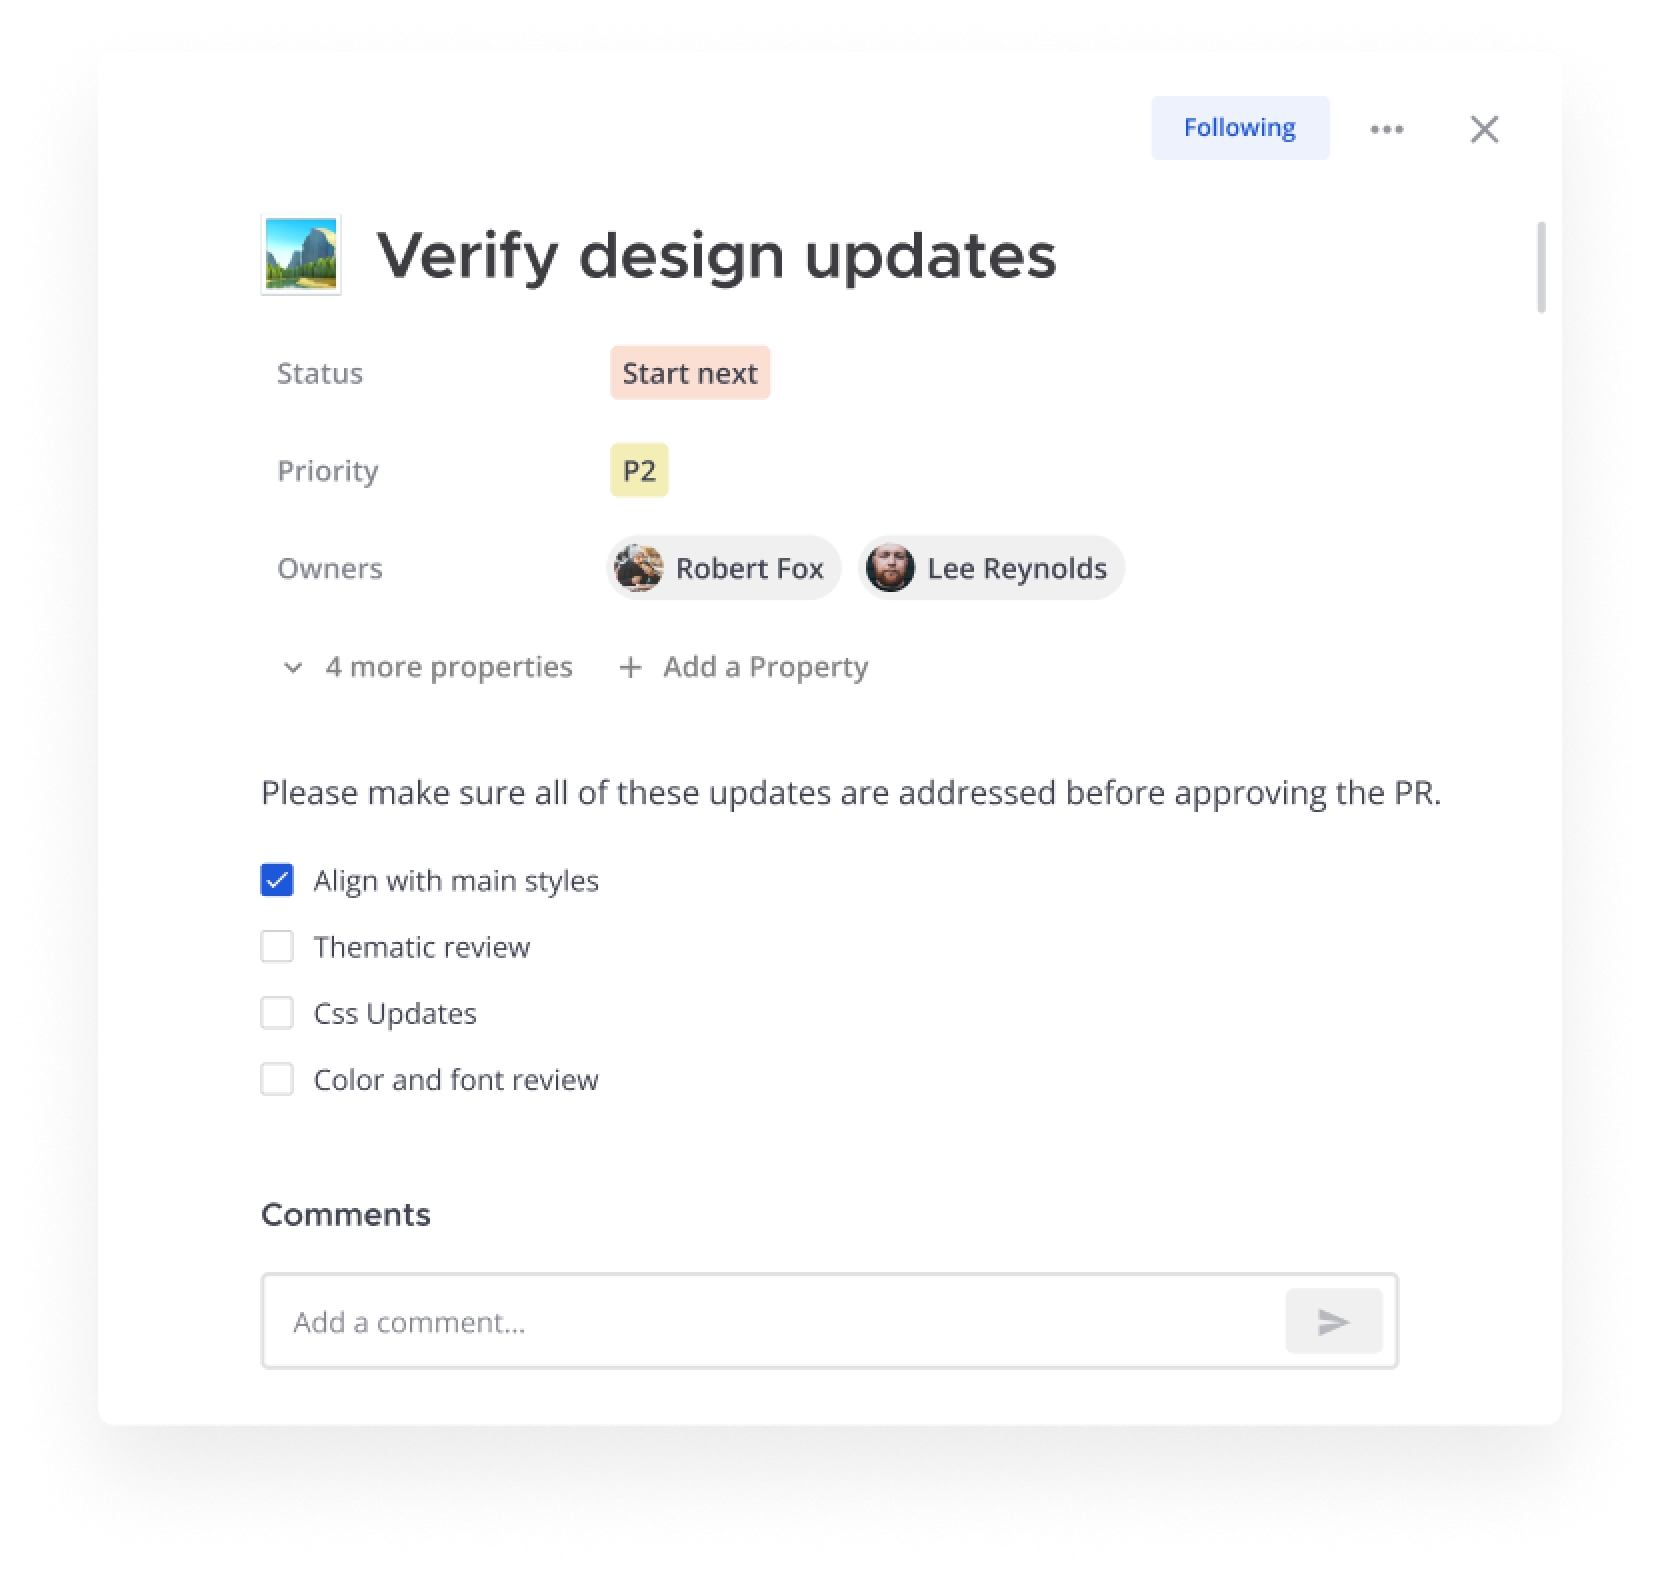 Following
Verify design updates
Status Start next
Priority P2
Owners Robert Fox Lee Reynolds
4 more properties + Add a Property
Please make sure all of these updates are addressed before approving the PR.
Align with main styles
Thematic review
Css Updates
Color and font review
Comments
Add a comment...